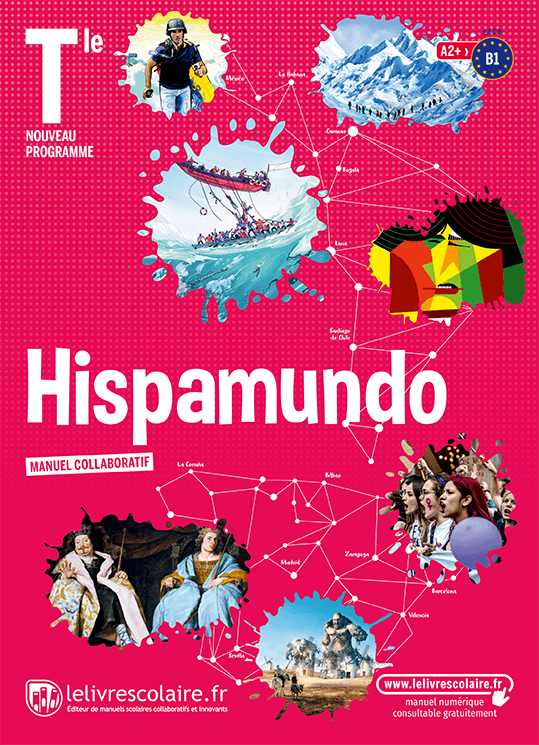 Tle
NOUVEAU
PROGRAMME
CECR
A2+ ›
B1
México
La Habana
Caracas
Bogotá
Lima
Santiago
de Chile
Hispamundo
MANUEL COLLABORATIF
La Coruña
Bilbao
Zaragoza
Madrid
Barcelona
Valencia
Sevilla
lelivrescolaire.fr
Éditeur de manuels scolaires collaboratifs et innovants
www.lelivrescolaire.fr
manuel numérique
consultable gratuitement